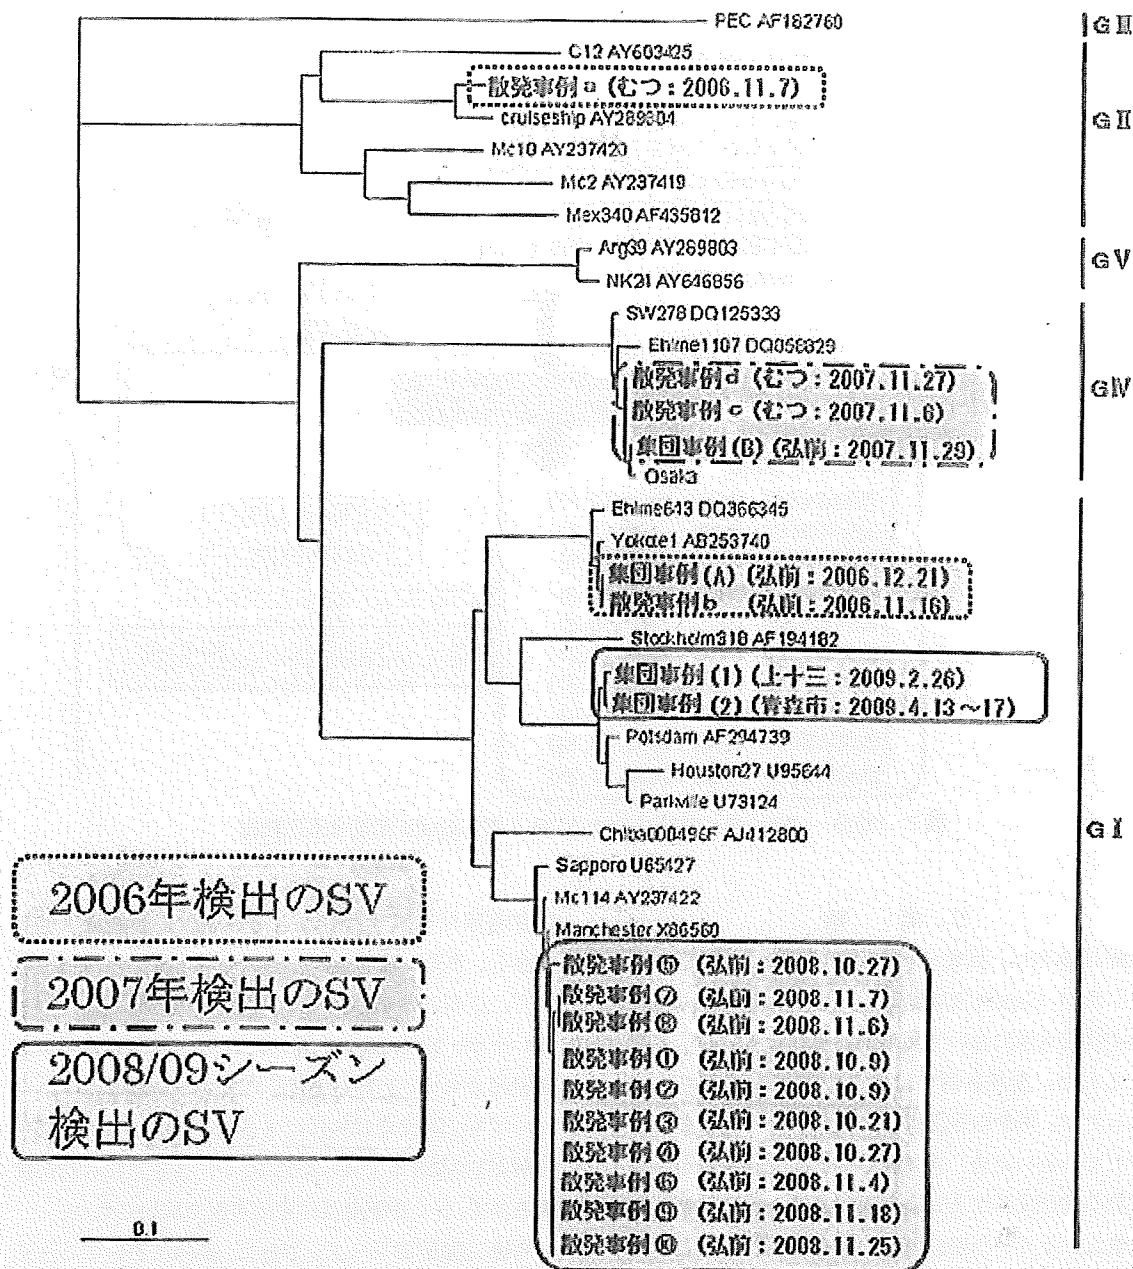 PEC AF182760
GⅢ
C12 AY603425
散発事例a (むつ:2006.11.7)
cruiseship AY289804
GⅡ
Mc10 AY237420
Mc2 AY237419
Mex340 AF435812
Arg39 AY289803
GⅤ
NK24 AY646856
SW278 DQ125333
Ehime1107 DQ058829
散発事例d (むつ:2007.11.27)
GⅣ
散発事例c (むつ:2007.11.6)
集団事例(B) (弘前:2007.11.29)
Osaka
Ehime643 DQ366345
Yokote1 AB253740
集団事例(A) (弘前:2006.12.21)
散発事例b (弘前:2006.11.16)
Stockholm318 AF194182
集団事例(1) (上十三:2009.2.26)
集団事例(2) (青森市:2009.4.13~17)
Potsdam AF294739
Houston27 U95644
Parkville U73124
Chiba000496F AJ412800
GⅠ
Sapporo U65427
Mc114 AY237422
Manchester X86560
散発事例⑤ (弘前:2008.10.27)
散発事例⑦ (弘前:2008.11.7)
散発事例⑧ (弘前:2008.11.6)
散発事例① (弘前:2008.10.9)
散発事例② (弘前:2008.10.9)
散発事例③ (弘前:2008.10.21)
散発事例④ (弘前:2008.10.27)
散発事例⑥ (弘前:2008.11.4)
散発事例⑨ (弘前:2008.11.18)
散発事例⑩ (弘前:2008.11.25)
2006年検出のSV
2007年検出のSV
2008/09シーズン
検出のSV
0.1